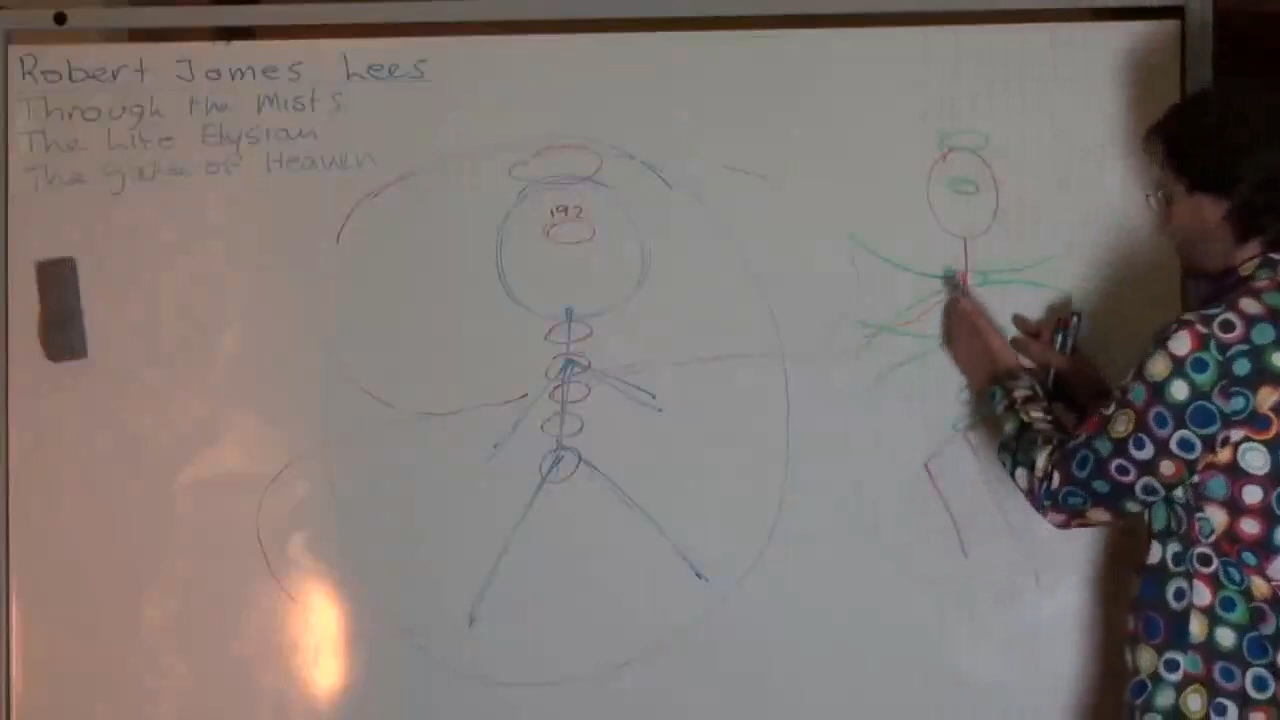 Robert James Lees
Through the Mists
The Life Elysian
The gate of Heaven
192